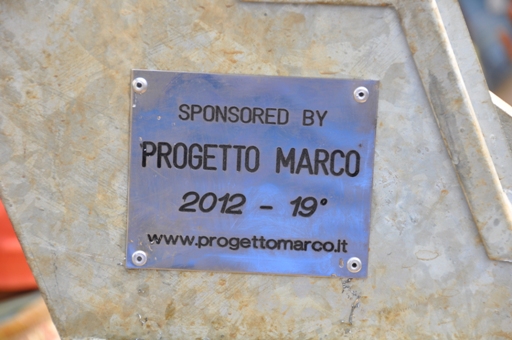 SPONSORED BY
PROGETTO MARCO
2012 - 19°
www.progettomarco.it